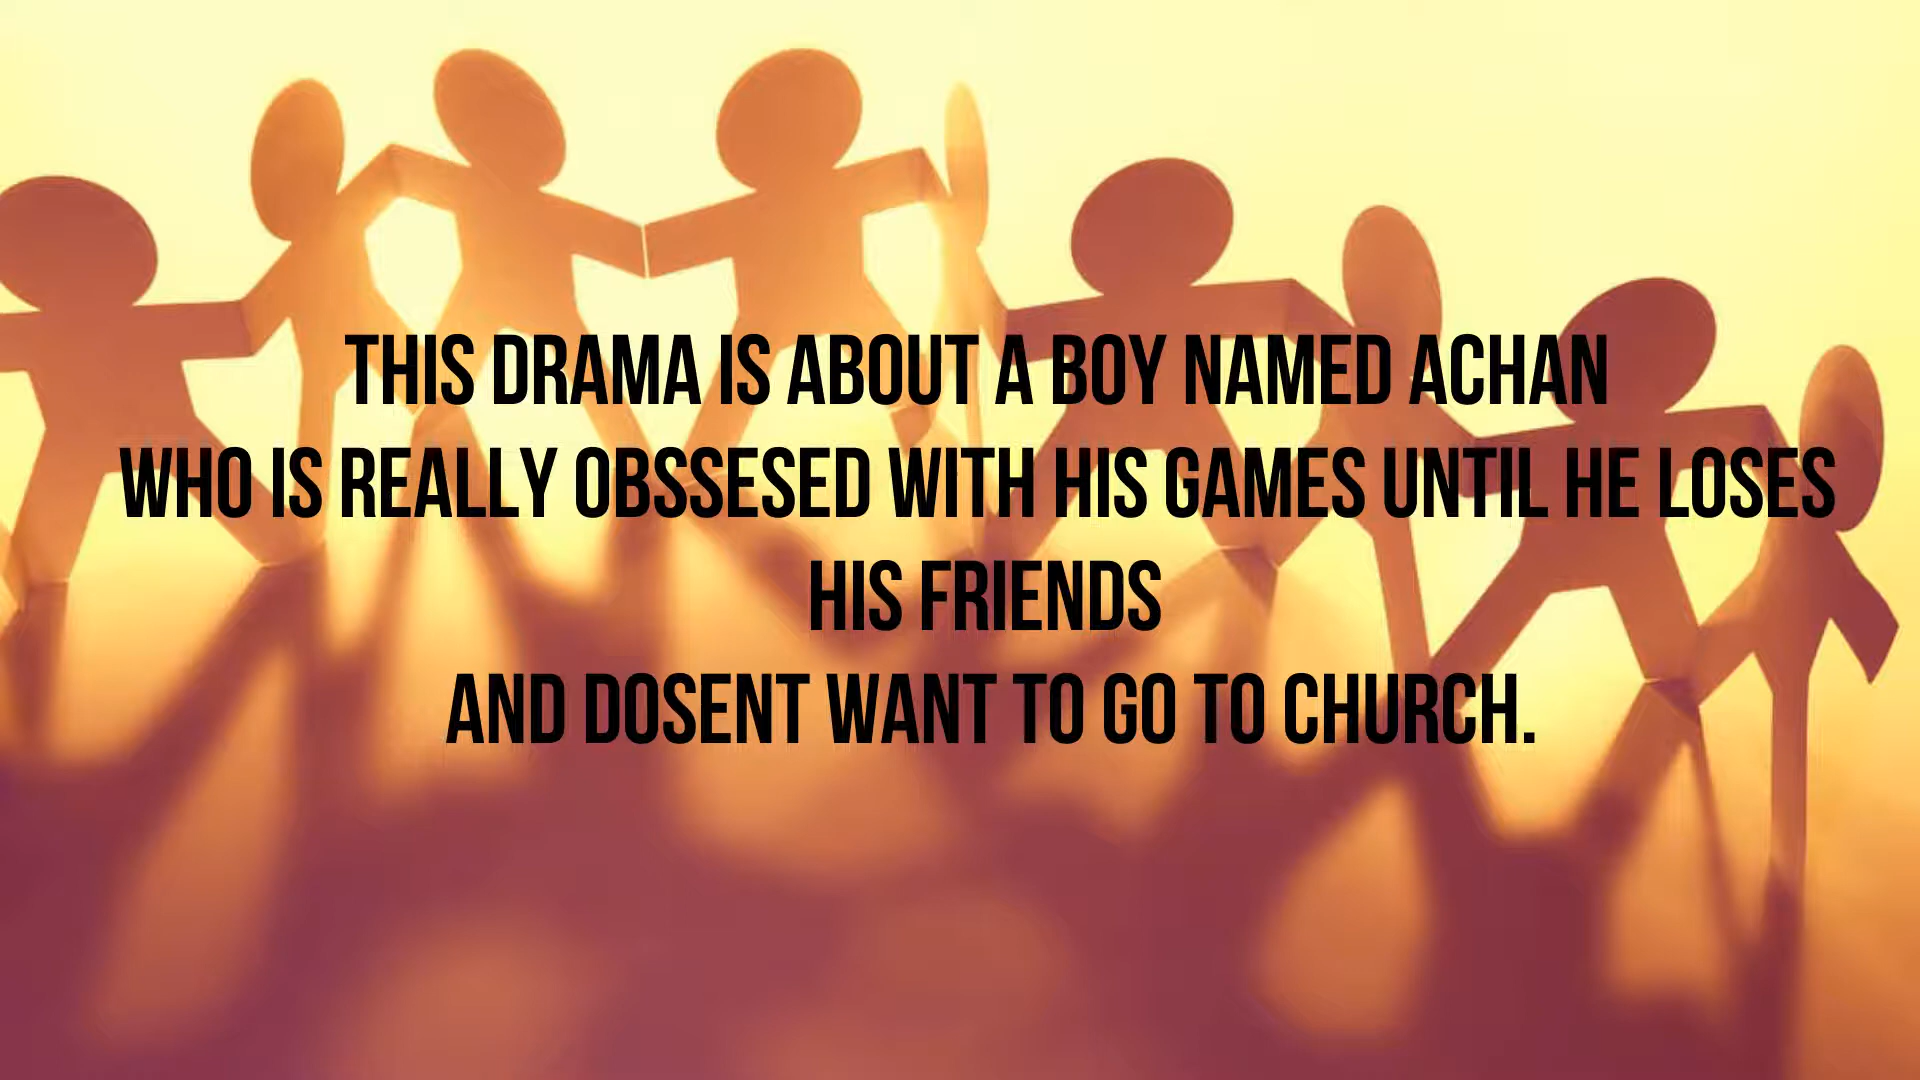 THIS DRAMA IS ABOUT A BOY NAMED ACHAN
WHO IS REALLY OBSSESED WITH HIS GAMES UNTIL HE LOSES
HIS FRIENDS
AND DOSENT WANT TO GO TO CHURCH.